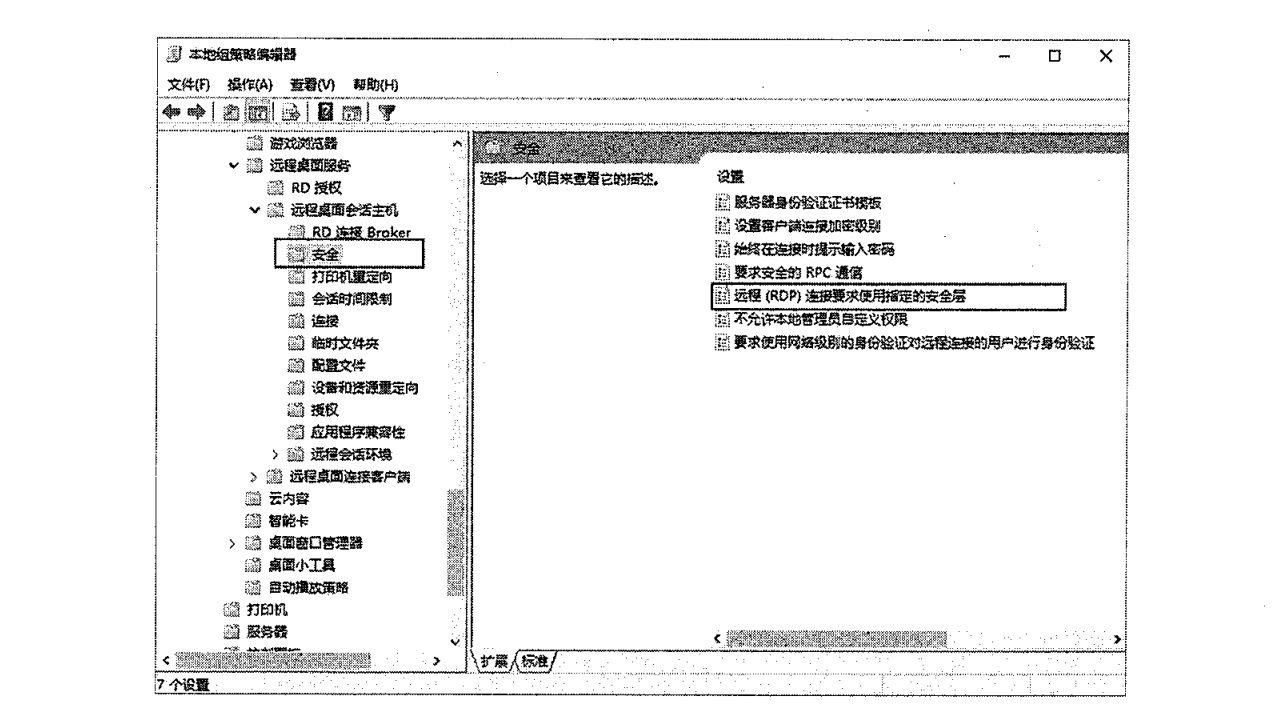 本地组策略编辑器
文件(F) 操作(A) 查看(V) 帮助(H)
游戏浏览器
远程桌面服务
RD 授权
远程桌面会话主机
RD 连接 Broker
安全
打印机重定向
会话时间限制
连接
临时文件夹
配置文件
设备和资源重定向
授权
应用程序兼容性
远程会话环境
远程桌面连接客户端
云内容
智能卡
桌面窗口管理器
桌面小工具
自动播放策略
打印机
服务器
安全
选择一个项目来查看它的描述。
设置
服务器身份验证证书模板
设置客户端连接加密级别
始终在连接时提示输入密码
要求安全的 RPC 通信
远程 (RDP) 连接要求使用指定的安全层
不允许本地管理员自定义权限
要求使用网络级别的身份验证对远程连接的用户进行身份验证
扩展 标准
7 个设置